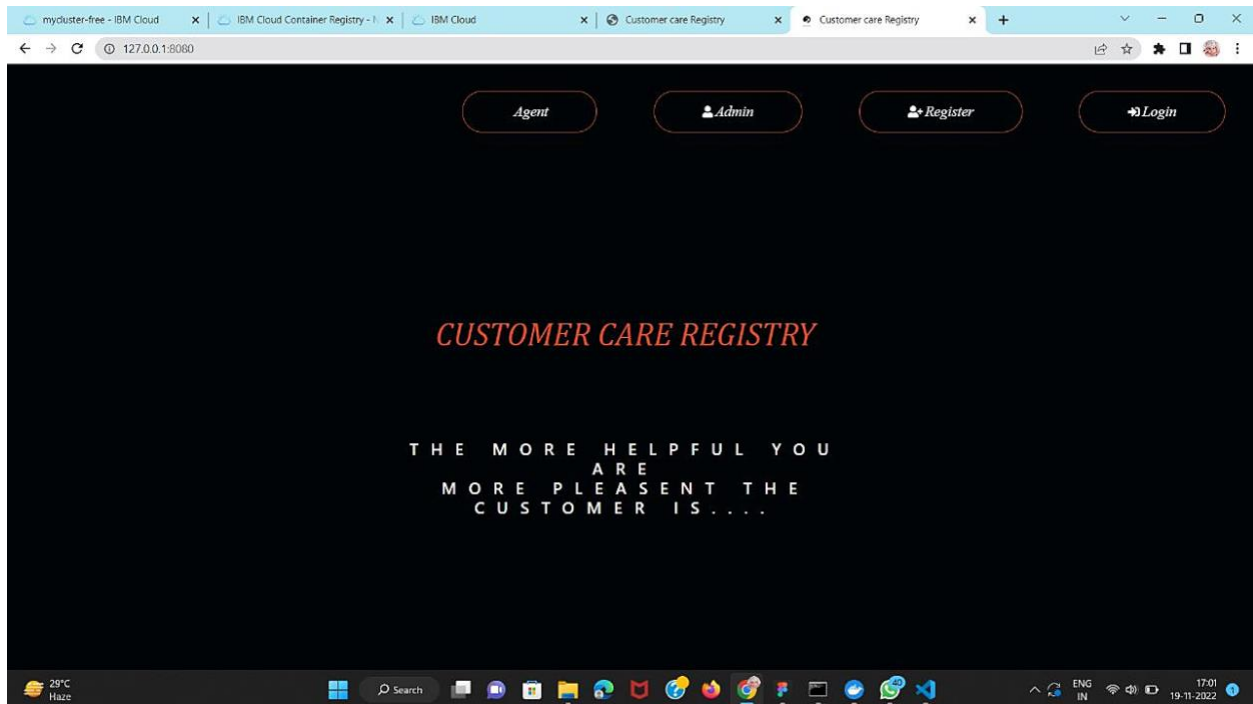 mycluster-free - IBM Cloud
IBM Cloud Container Registry -
IBM Cloud
Customer care Registry
Customer care Registry
127.0.0.1:8080
Agent
Admin
Register
Login
CUSTOMER CARE REGISTRY
THE MORE HELPFUL YOU
ARE
MORE PLEASENT THE
CUSTOMER IS....
29°C
Haze
Search
40
ENG
IN
17:01
19-11-2022
1